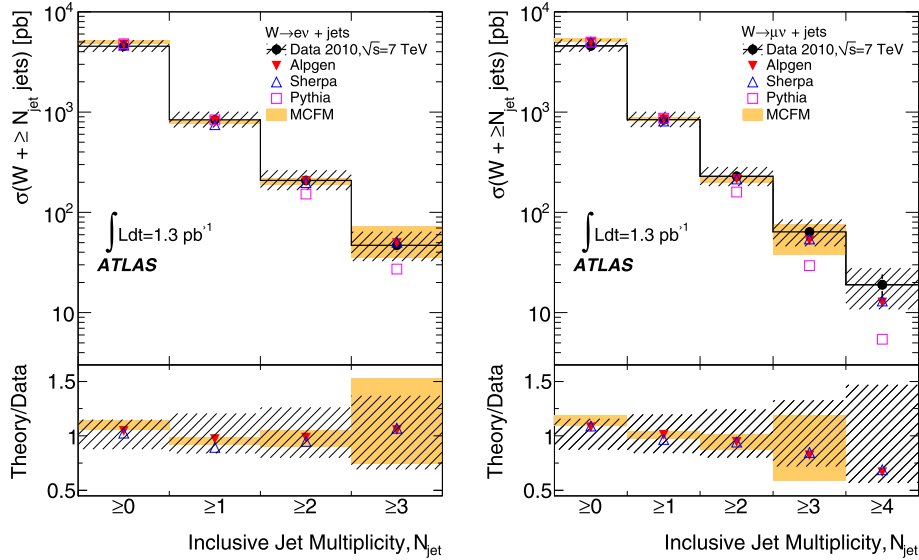 σ(W + ≥ N_jet jets) [pb]
10⁴
10³
10²
10
W→eν + jets
Data 2010, √s=7 TeV
Alpgen
Sherpa
Pythia
MCFM
∫Ldt=1.3 pb⁻¹
ATLAS
Theory/Data
1.5
1
0.5
≥0 ≥1 ≥2 ≥3
Inclusive Jet Multiplicity, N_jet
σ(W + ≥N_jet jets) [pb]
10⁴
10³
10²
10
W→μν + jets
Data 2010, √s=7 TeV
Alpgen
Sherpa
Pythia
MCFM
∫Ldt=1.3 pb⁻¹
ATLAS
Theory/Data
1.5
1
0.5
≥0 ≥1 ≥2 ≥3 ≥4
Inclusive Jet Multiplicity, N_jet